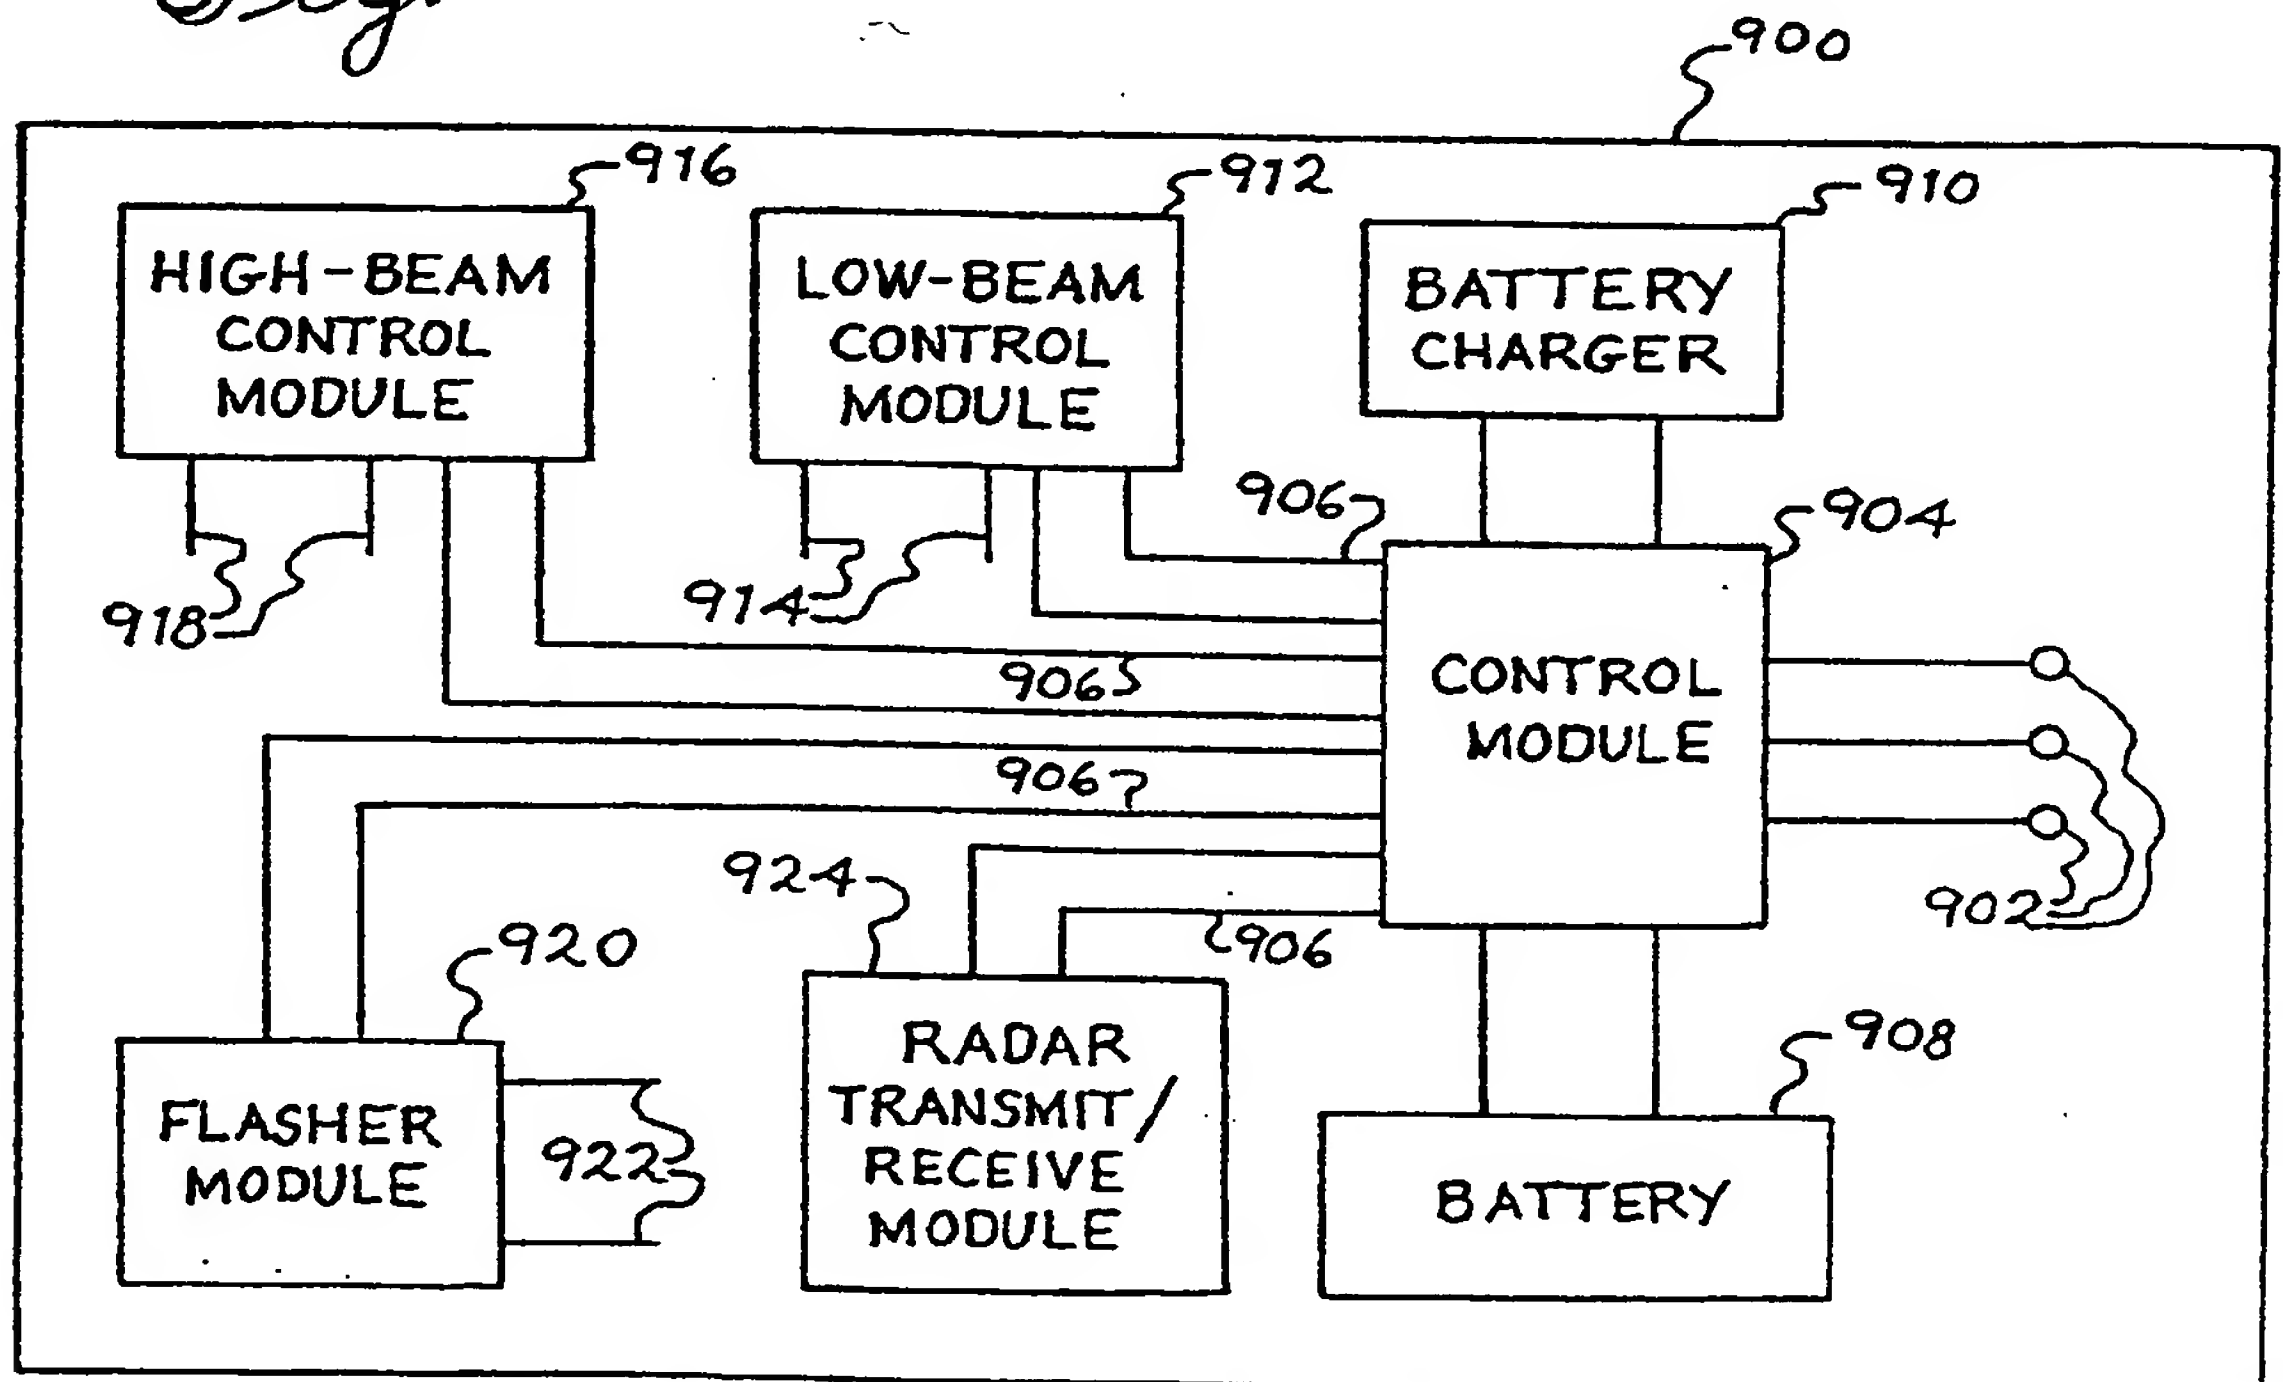 900
916
912
910
HIGH-BEAM
CONTROL
MODULE
LOW-BEAM
CONTROL
MODULE
BATTERY
CHARGER
906
904
918
914
906
CONTROL
MODULE
906
924
902
920
906
908
FLASHER
MODULE
922
RADAR
TRANSMIT/
RECEIVE
MODULE
BATTERY